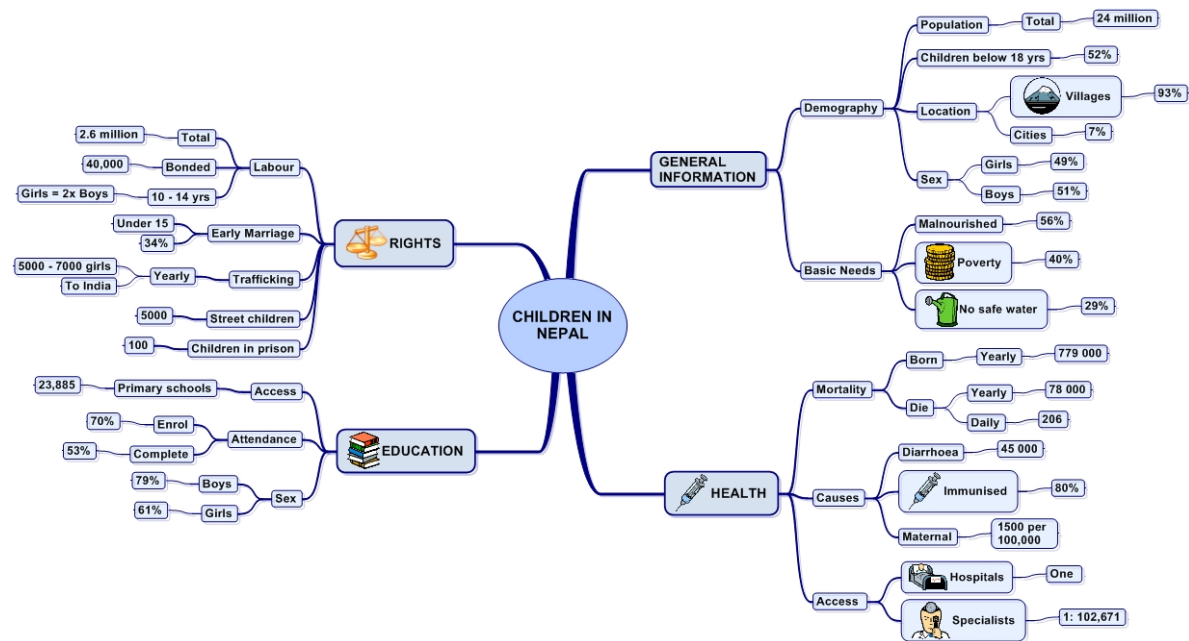 CHILDREN IN
NEPAL
GENERAL
INFORMATION
Demography
Population
Total
24 million
Children below 18 yrs
52%
Location
Villages
93%
Cities
7%
Sex
Girls
49%
Boys
51%
Basic Needs
Malnourished
56%
Poverty
40%
No safe water
29%
HEALTH
Mortality
Born
Yearly
779 000
Die
Yearly
78 000
Daily
206
Causes
Diarrhoea
45 000
Immunised
80%
Maternal
1500 per
100,000
Access
Hospitals
One
Specialists
1: 102,671
RIGHTS
Labour
Total
2.6 million
Bonded
40,000
10 - 14 yrs
Girls = 2x Boys
Early Marriage
Under 15
34%
Trafficking
Yearly
5000 - 7000 girls
To India
Street children
5000
Children in prison
100
EDUCATION
Access
Primary schools
23,885
Attendance
Enrol
70%
Complete
53%
Sex
Boys
79%
Girls
61%